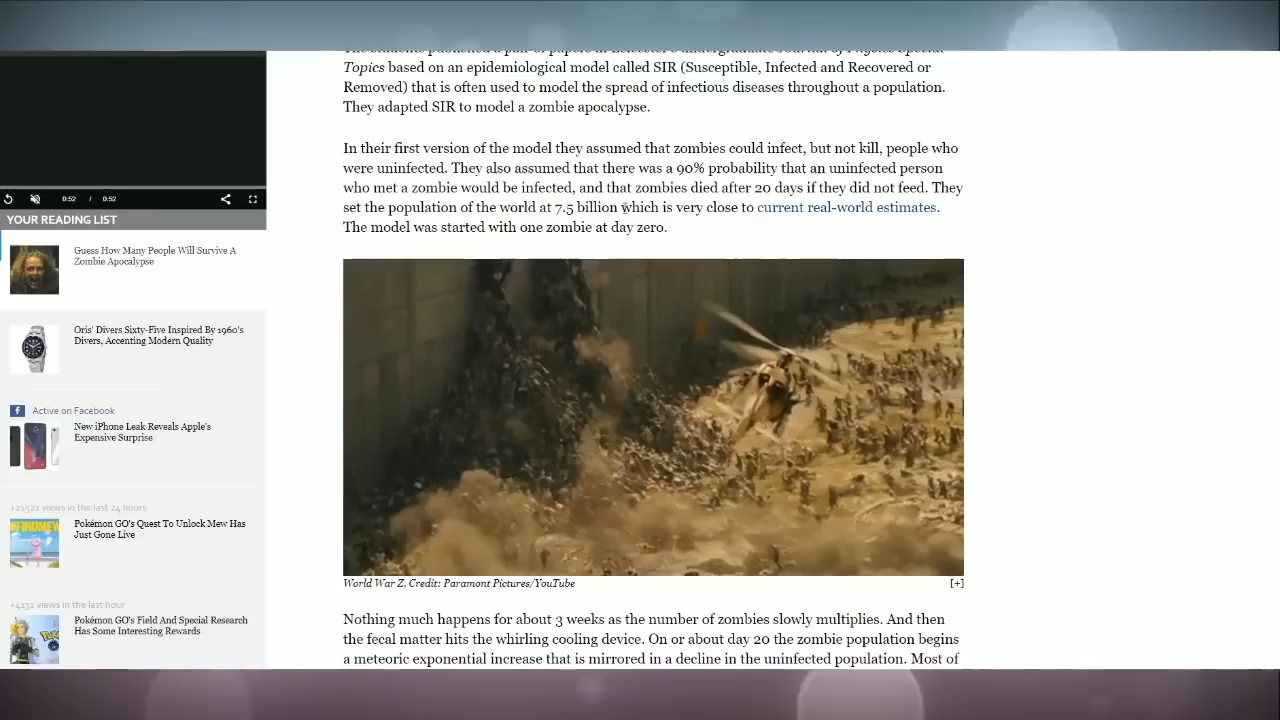 Topics based on an epidemiological model called SIR (Susceptible, Infected and Recovered or
Removed) that is often used to model the spread of infectious diseases throughout a population.
They adapted SIR to model a zombie apocalypse.
In their first version of the model they assumed that zombies could infect, but not kill, people who
were uninfected. They also assumed that there was a 90% probability that an uninfected person
who met a zombie would be infected, and that zombies died after 20 days if they did not feed. They
set the population of the world at 7.5 billion which is very close to current real-world estimates.
The model was started with one zombie at day zero.
0:52 / 0:52
YOUR READING LIST
Guess How Many People Will Survive A
Zombie Apocalypse
Oris' Divers Sixty-Five Inspired By 1960's
Divers, Accenting Modern Quality
f Active on Facebook
New iPhone Leak Reveals Apple's
Expensive Surprise
+21522 views in the last 24 hours
Pokémon GO's Quest To Unlock Mew Has
Just Gone Live
+4132 views in the last hour
Pokémon GO's Field And Special Research
Has Some Interesting Rewards
World War Z. Credit: Paramont Pictures/YouTube [+]
Nothing much happens for about 3 weeks as the number of zombies slowly multiplies. And then
the fecal matter hits the whirling cooling device. On or about day 20 the zombie population begins
a meteoric exponential increase that is mirrored in a decline in the uninfected population. Most of